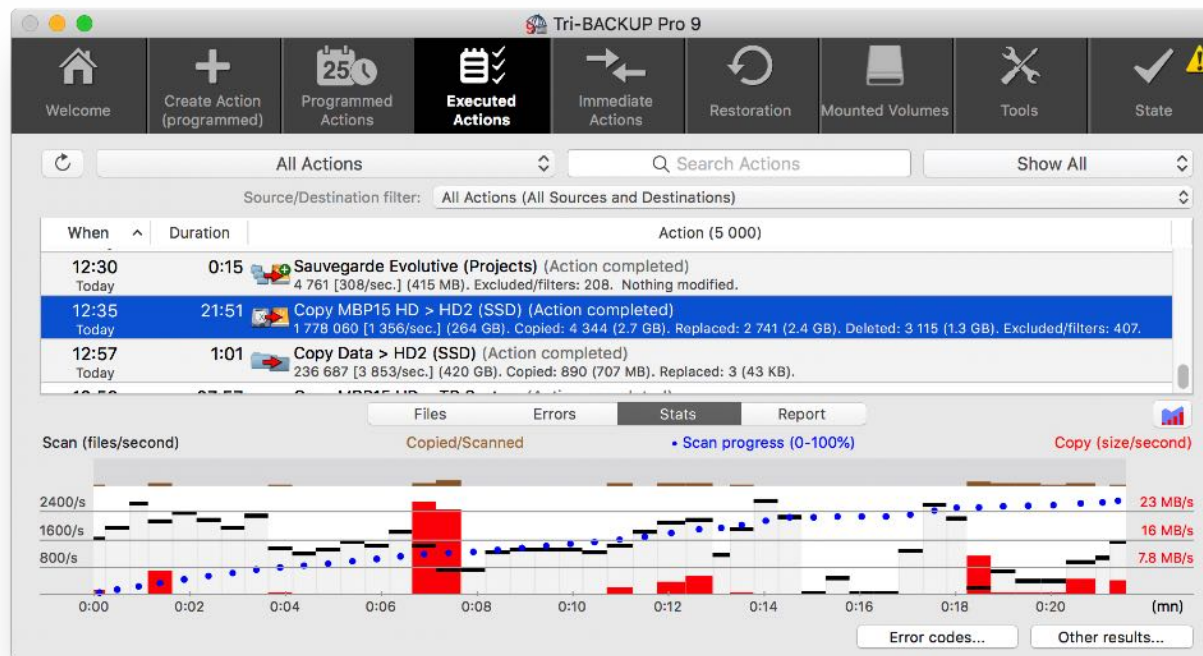 Tri-BACKUP Pro 9
Welcome
Create Action
(programmed)
25
Programmed
Actions
Executed
Actions
Immediate
Actions
Restoration
Mounted Volumes
Tools
State
All Actions
Search Actions
Show All
Source/Destination filter: All Actions (All Sources and Destinations)
When Duration Action (5 000)
12:30 0:15 Sauvegarde Evolutive (Projects) (Action completed)
Today 4 761 [308/sec.] (415 MB). Excluded/filters: 208. Nothing modified.
12:35 21:51 Copy MBP15 HD > HD2 (SSD) (Action completed)
Today 1 778 060 [1 356/sec.] (264 GB). Copied: 4 344 (2.7 GB). Replaced: 2 741 (2.4 GB). Deleted: 3 115 (1.3 GB). Excluded/filters: 407.
12:57 1:01 Copy Data > HD2 (SSD) (Action completed)
Today 236 687 [3 853/sec.] (420 GB). Copied: 890 (707 MB). Replaced: 3 (43 KB).
Files Errors Stats Report
Scan (files/second) Copied/Scanned • Scan progress (0-100%) Copy (size/second)
2400/s 23 MB/s
1600/s 16 MB/s
800/s 7.8 MB/s
0:00 0:02 0:04 0:06 0:08 0:10 0:12 0:14 0:16 0:18 0:20 (mn)
Error codes... Other results...